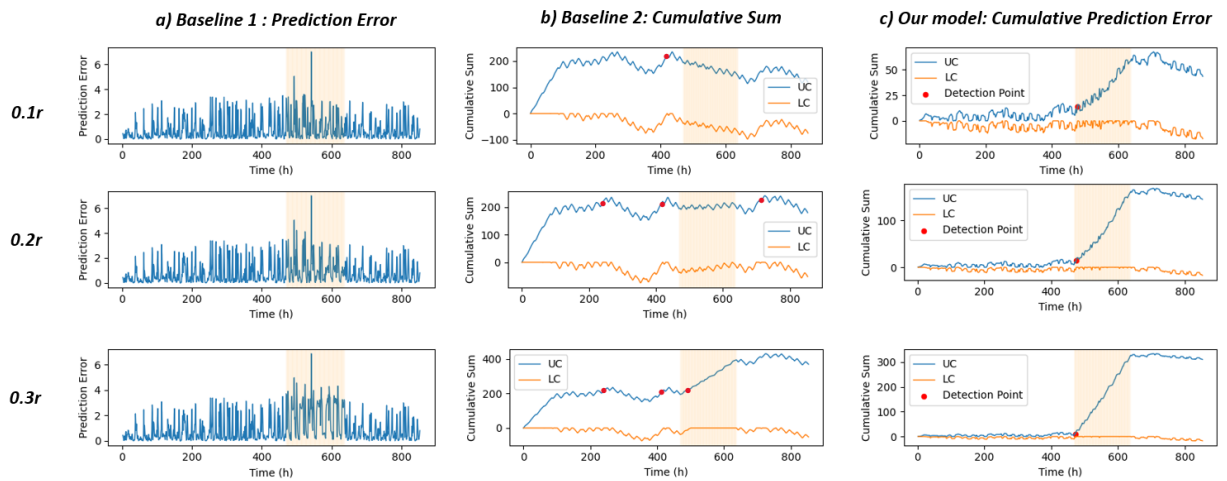 a) Baseline 1 : Prediction Error
b) Baseline 2: Cumulative Sum
c) Our model: Cumulative Prediction Error
0.1r
Prediction Error
6
4
2
0
0 200 400 600 800
Time (h)
Cumulative Sum
200
100
0
−100
UC
LC
0 200 400 600 800
Time (h)
Cumulative Sum
50
25
0
UC
LC
Detection Point
0 200 400 600 800
Time (h)
0.2r
Prediction Error
6
4
2
0
0 200 400 600 800
Time (h)
Cumulative Sum
200
100
0
UC
LC
0 200 400 600 800
Time (h)
Cumulative Sum
100
0
UC
LC
Detection Point
0 200 400 600 800
Time (h)
0.3r
Prediction Error
6
4
2
0
0 200 400 600 800
Time (h)
Cumulative Sum
400
200
0
UC
LC
0 200 400 600 800
Time (h)
Cumulative Sum
300
200
100
0
UC
LC
Detection Point
0 200 400 600 800
Time (h)